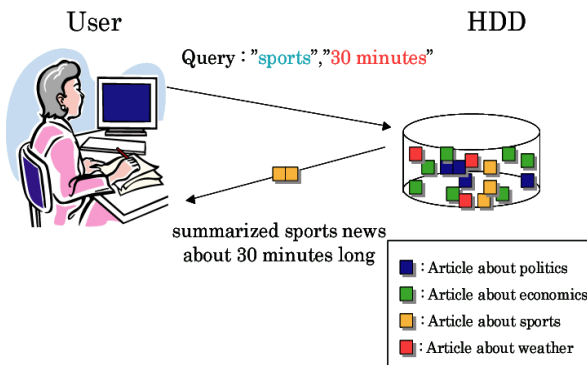 User
HDD
Query : "sports","30 minutes"
summarized sports news
about 30 minutes long
: Article about politics
: Article about economics
: Article about sports
: Article about weather